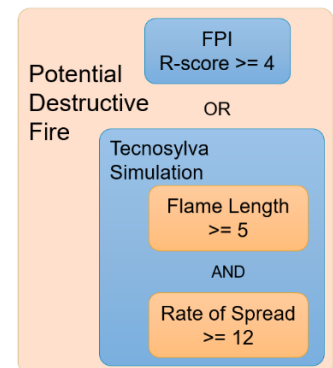 FPI
R-score >= 4
Potential
Destructive
Fire
OR
Tecnosylva
Simulation
Flame Length
>= 5
AND
Rate of Spread
>= 12